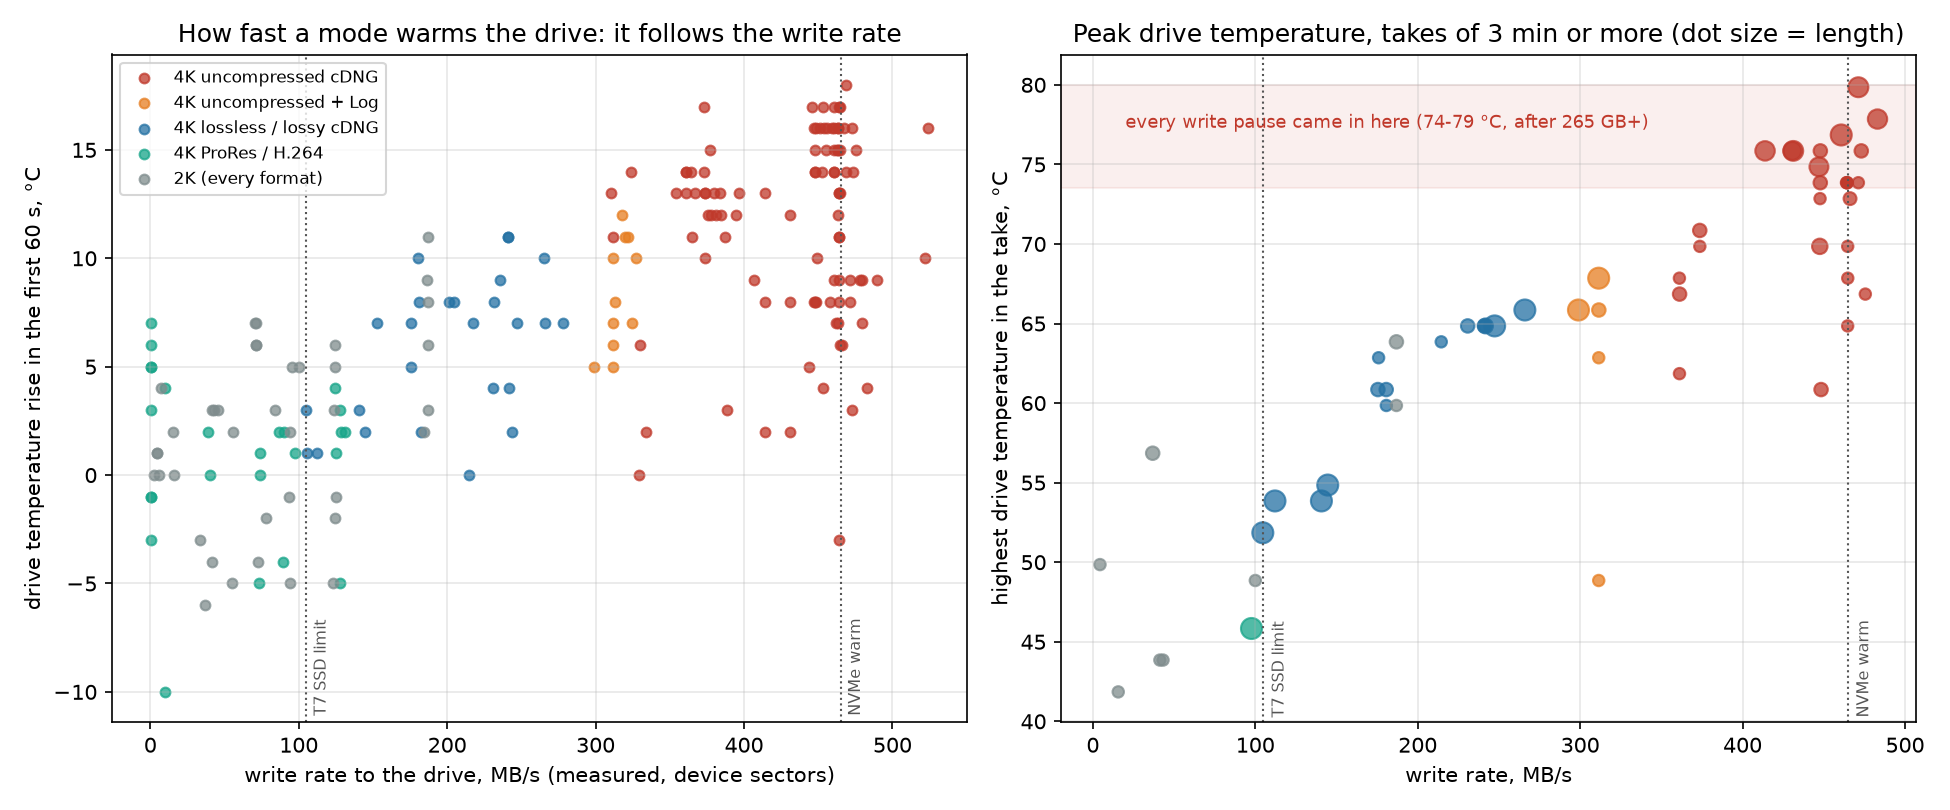 How fast a mode warms the drive: it follows the write rate
4K uncompressed cDNG
4K uncompressed + Log
4K lossless / lossy cDNG
4K ProRes / H.264
2K (every format)
drive temperature rise in the first 60 s, °C
15
10
5
0
−5
−10
T7 SSD limit
NVMe warm
0 100 200 300 400 500
write rate to the drive, MB/s (measured, device sectors)
Peak drive temperature, takes of 3 min or more (dot size = length)
every write pause came in here (74-79 °C, after 265 GB+)
highest drive temperature in the take, °C
80
75
70
65
60
55
50
45
40
T7 SSD limit
NVMe warm
0 100 200 300 400 500
write rate, MB/s